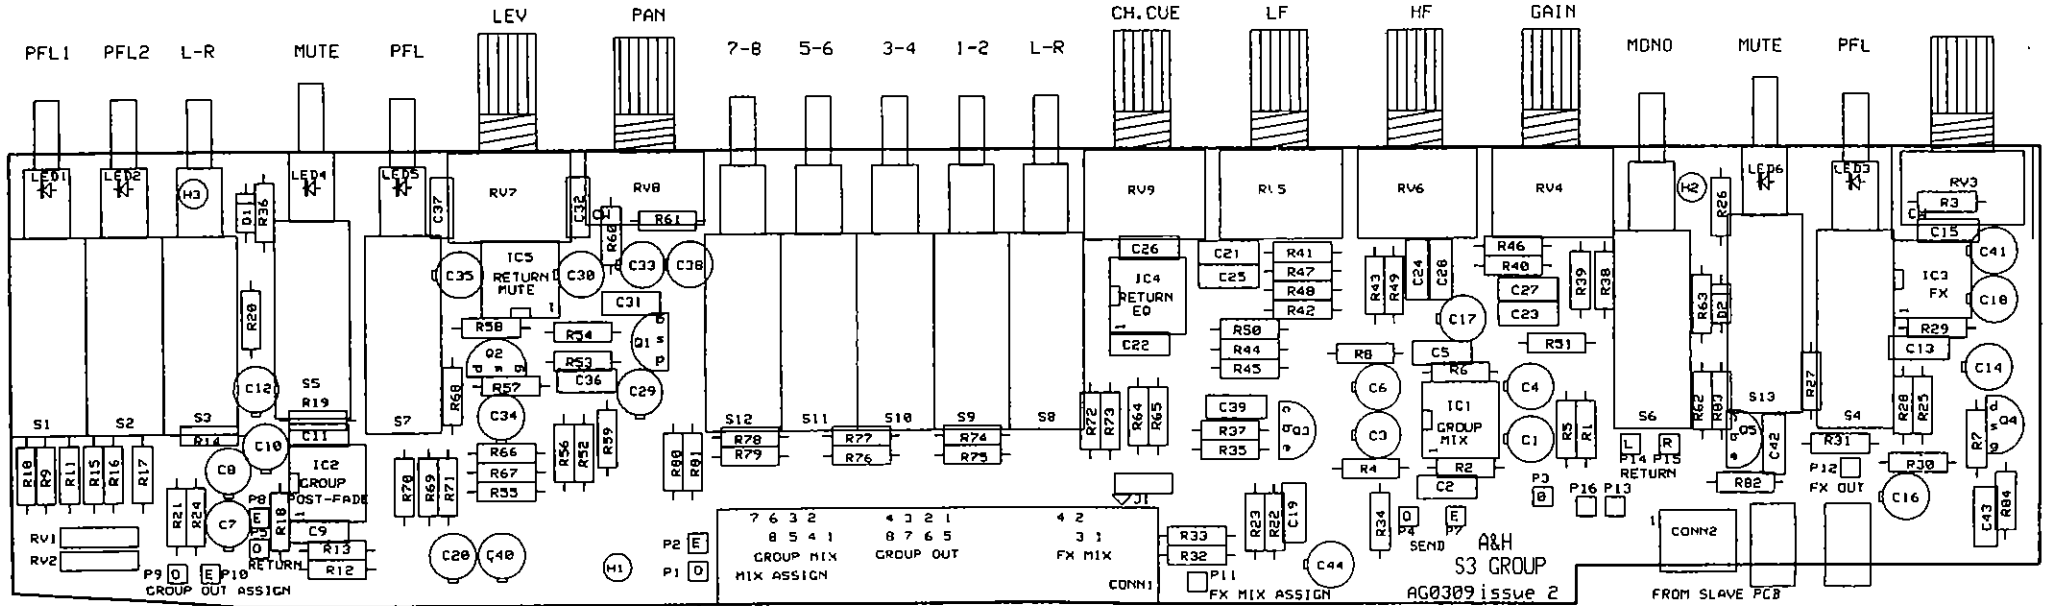 LEV PAN CH.CUE LF HF GAIN
PFL1 PFL2 L-R MUTE PFL 7-8 5-6 3-4 1-2 L-R MONO MUTE PFL
LED1 LED2 H3 LED4 LED5 RV7 RV8 RV9 RV6 RV4 H2 LED6 LED3 RV3
D1 R36 C37 C32 R60 R61 R26 R3
C15
C35 IC5 C30 C33 C38 C26 C21 R41 C24 C28 R46 C41
RETURN IC4 C25 R47 R43 R49 R40 R39 R38 IC3
MUTE RETURN R48 C27 R63 D2 FX C18
1 C31 EQ R42 C17 C23
R20 R58 R54 Q1 1 R50 R29
Q2 R53 C22 R44 R8 C5 R51 C13
R57 C36 R45 R6 R27 C14
C12 S5 R68 C29 C6 C4
R19 C34 C39 IC1 R62 R83 S13 R28 R25
S1 S2 S3 S7 S12 S11 S10 S9 S8 R72 R73 R64 R65 GROUP S6 S4
R14 C10 C11 R56 R52 R59 R78 R77 R74 R37 Q3 C3 MIX C1 R5 R1 L R Q5 C42 R31 R7 Q4
R79 R76 R75 R35 1 P14 P15
R18 R9 R11 R15 R16 R17 C8 IC2 R66 R80 R81 R4 R2 RETURN P12 R30
GROUP R70 R69 R71 R67 J1 C2 P3 R82 FX OUT
POST-FADE R55 P16 P13 C16 C43 R84
P8 E R18 1
R21 R24 C7 C9 7 6 3 2 4 3 2 1 4 2 R23 R22 C19 R34 O E 1
RV1 P5 O R13 P2 E 8 5 4 1 8 7 6 5 3 1 R33 P4 P7 CONN2
RV2 RETURN R12 C20 C40 GROUP MIX GROUP OUT FX MIX R32 SEND A&H
P9 O E P10 H1 P1 O MIX ASSIGN CONN1 P11 C44 S3 GROUP
GROUP OUT ASSIGN FX MIX ASSIGN AG0309 issue 2 FROM SLAVE PCB